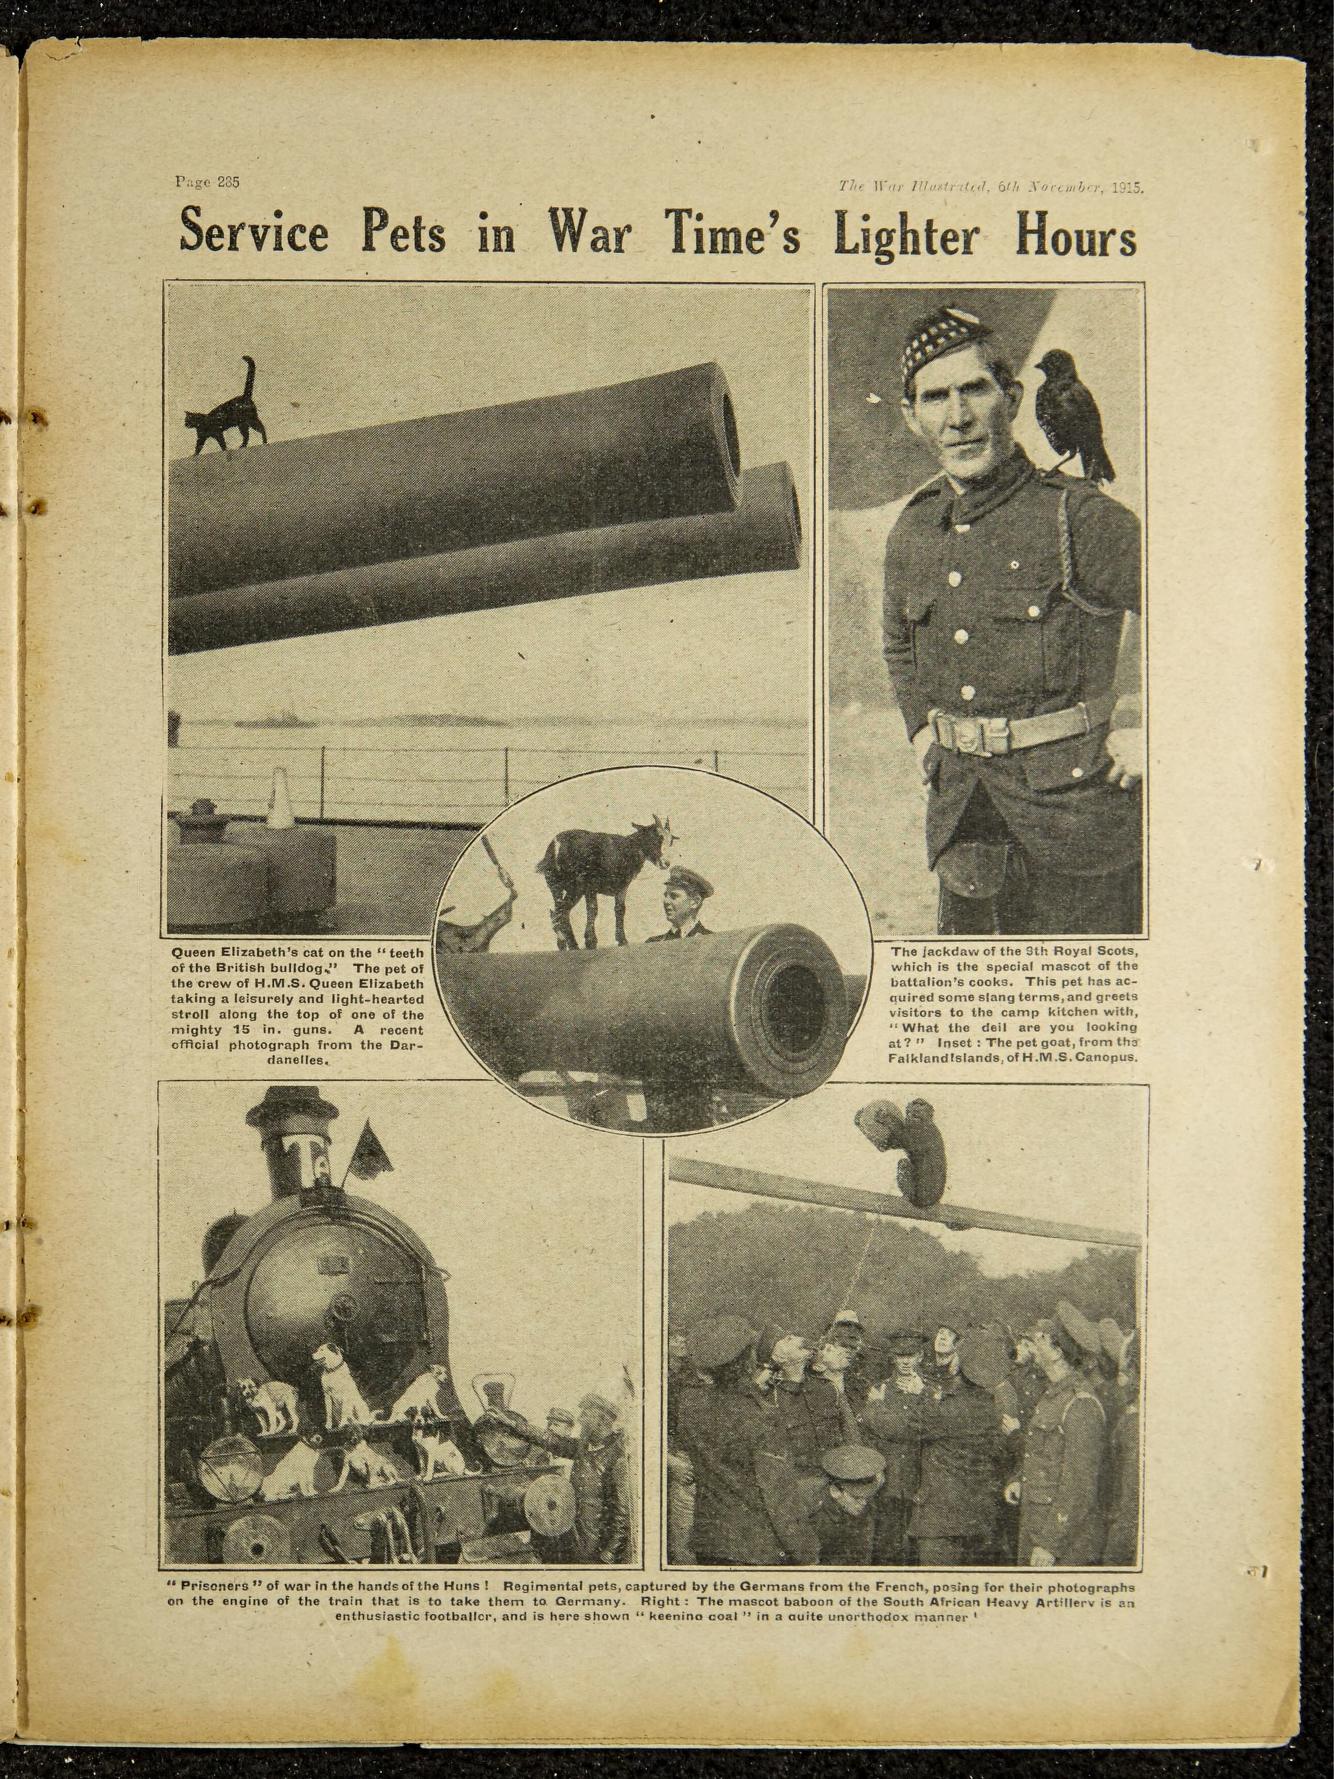 Page 285
The War Illustrated, 6th November, 1915.
Service Pets in War Time's Lighter Hours
Queen Elizabeth's cat on the "teeth
of the British bulldog." The pet of
the crew of H.M.S. Queen Elizabeth
taking a leisurely and light-hearted
stroll along the top of one of the
mighty 15 in. guns. A recent
official photograph from the Dar-
danelles.
The jackdaw of the 9th Royal Scots,
which is the special mascot of the
battalion's cooks. This pet has ac-
quired some slang terms, and greets
visitors to the camp kitchen with,
"What the deil are you looking
at?" Inset: The pet goat, from the
Falkland Islands, of H.M.S. Canopus.
Ta
"Prisoners" of war in the hands of the Huns! Regimental pets, captured by the Germans from the French, posing for their photographs
on the engine of the train that is to take them to Germany. Right: The mascot baboon of the South African Heavy Artillery is an
enthusiastic footballer, and is here shown "keeping goal" in a quite unorthodox manner!